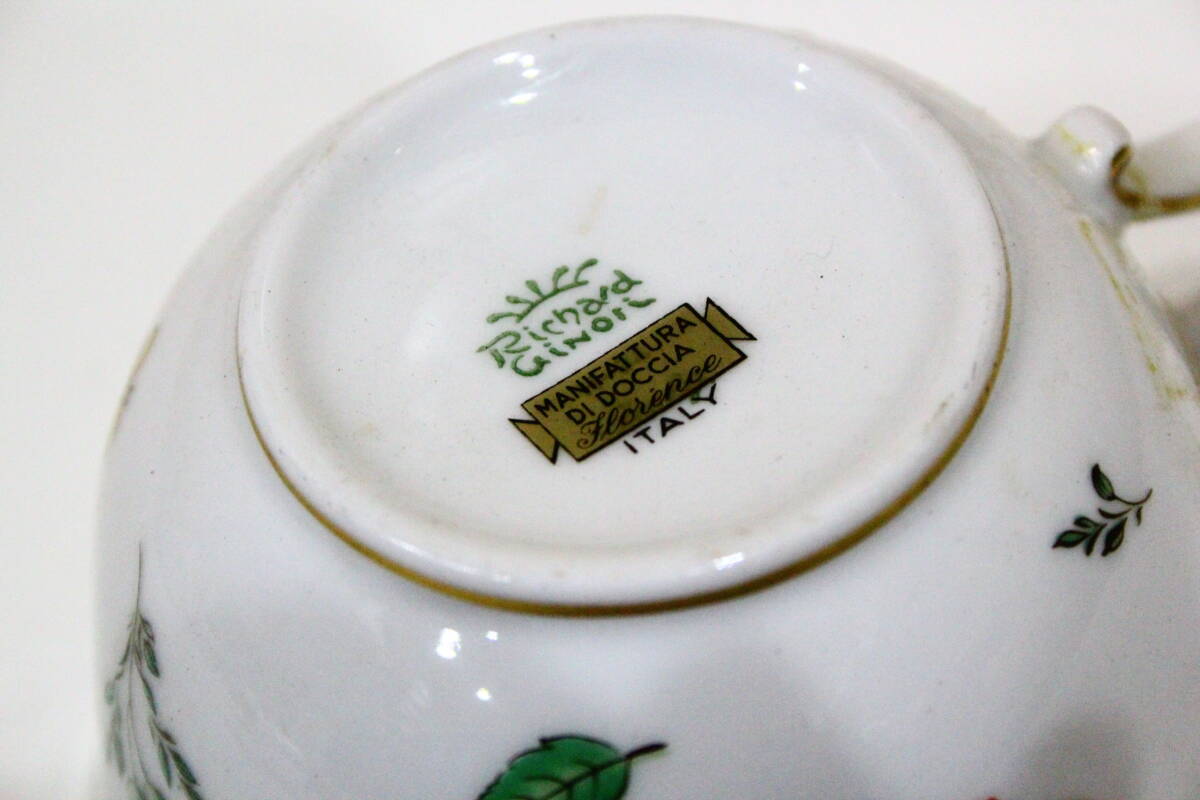 Richard
GINORI
MANIFATTURA
DI DOCCIA
Florence
ITALY